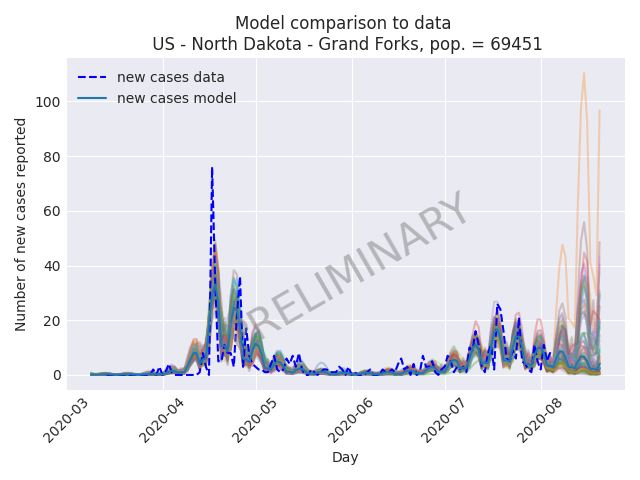 Model comparison to data
US - North Dakota - Grand Forks, pop. = 69451
new cases data
new cases model
Number of new cases reported
100
80
60
40
20
0
PRELIMINARY
2020-03
2020-04
2020-05
2020-06
2020-07
2020-08
Day